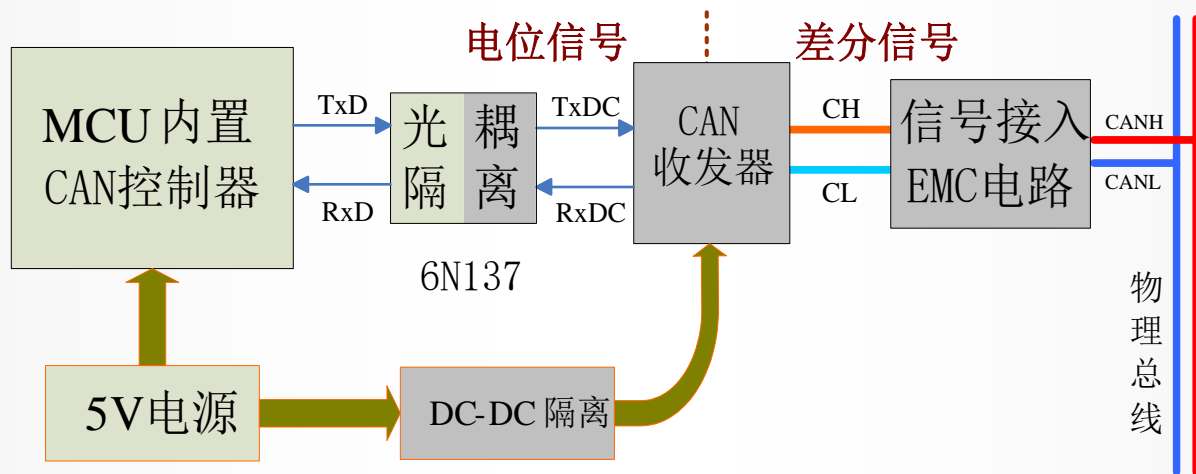 电位信号
差分信号
MCU内置
CAN控制器
TxD
RxD
光耦
隔离
6N137
TxDC
RxDC
CAN
收发器
CH
CL
信号接入
EMC电路
CANH
CANL
物理总线
5V电源
DC-DC隔离